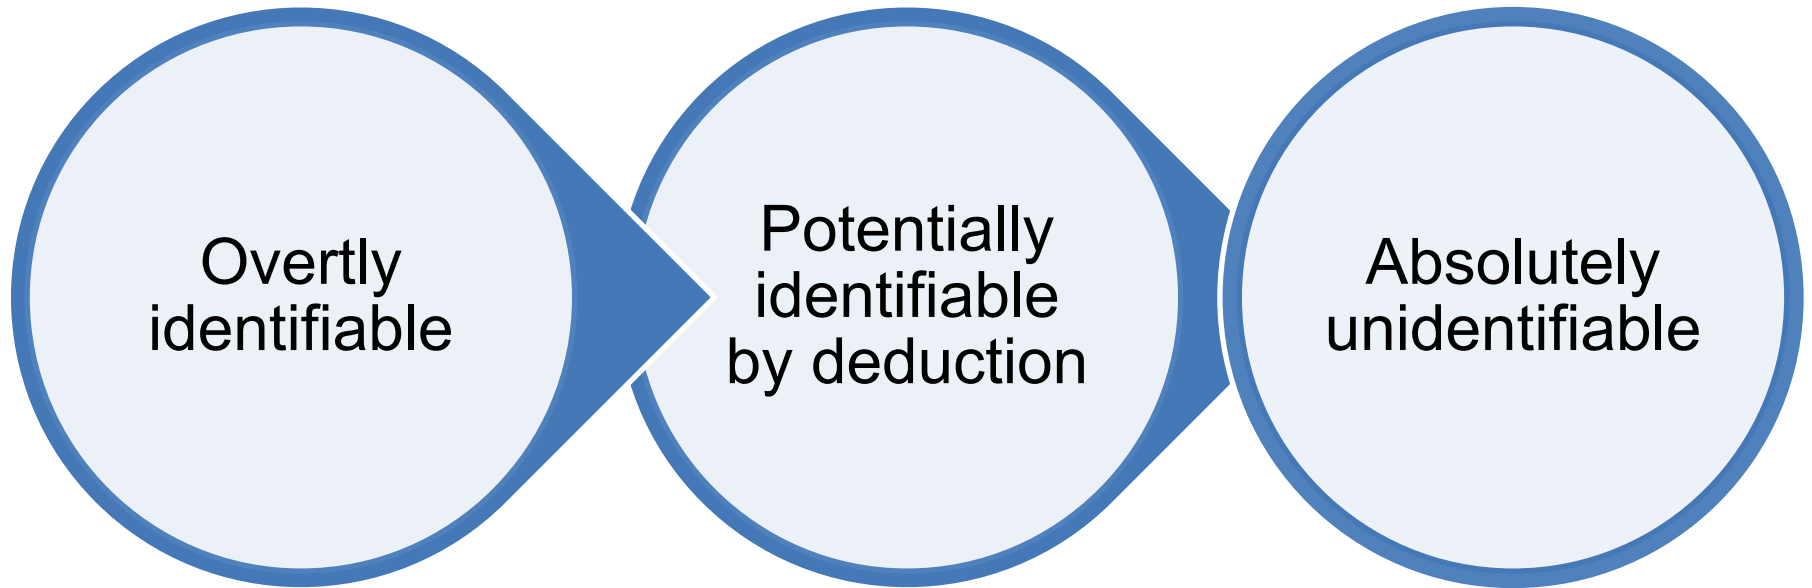 Overtly
identifiable
Potentially
identifiable
by deduction
Absolutely
unidentifiable